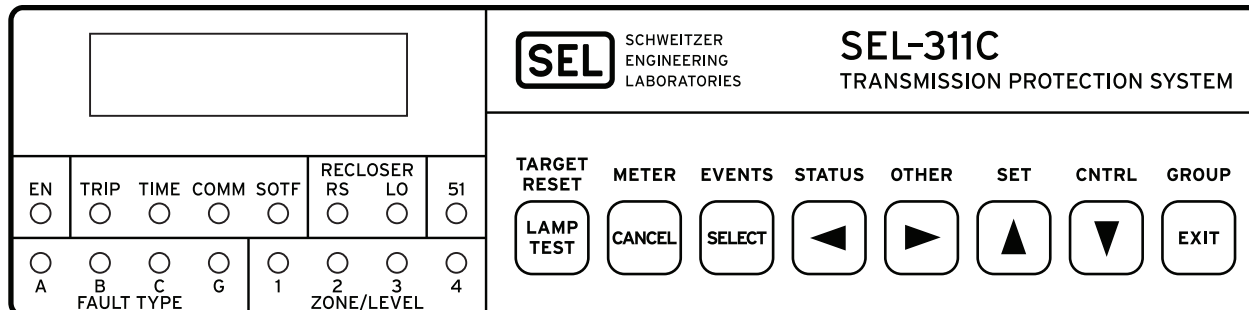 SEL
SCHWEITZER
ENGINEERING
LABORATORIES
SEL-311C
TRANSMISSION PROTECTION SYSTEM
EN
TRIP
TIME
COMM
SOTF
RECLOSER
RS
LO
51
A
B
C
G
FAULT TYPE
1
2
3
4
ZONE/LEVEL
TARGET
RESET
METER
EVENTS
STATUS
OTHER
SET
CNTRL
GROUP
LAMP
TEST
CANCEL
SELECT
EXIT